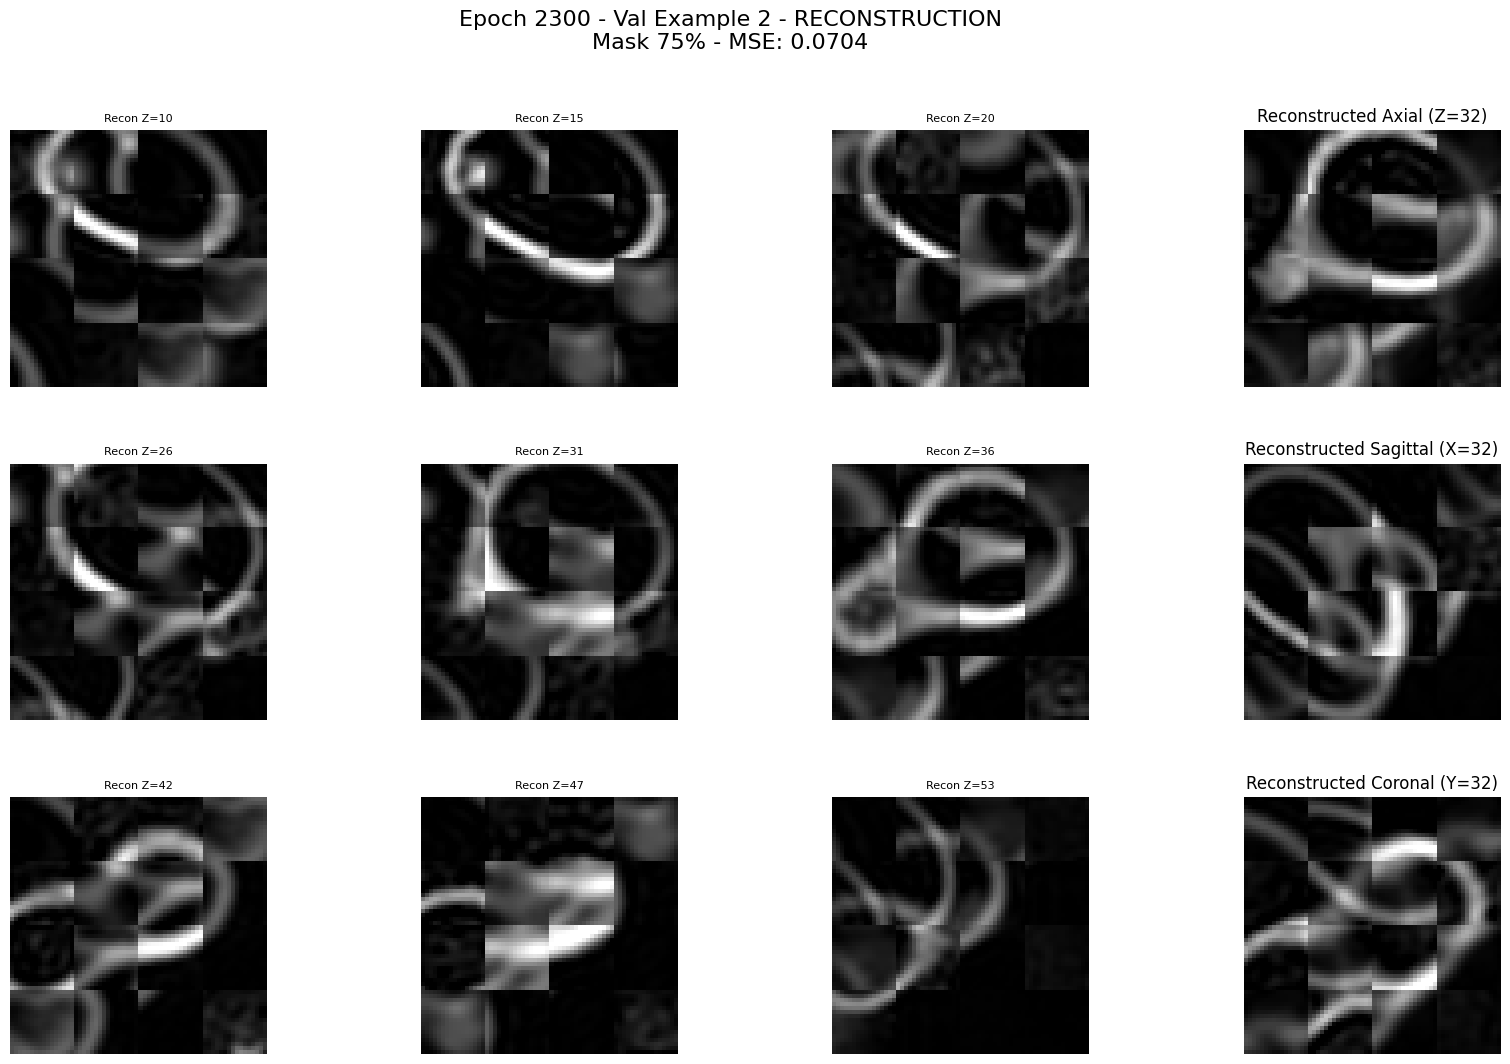 Epoch 2300 - Val Example 2 - RECONSTRUCTION
Mask 75% - MSE: 0.0704
Recon Z=10
Recon Z=15
Recon Z=20
Reconstructed Axial (Z=32)
Recon Z=26
Recon Z=31
Recon Z=36
Reconstructed Sagittal (X=32)
Recon Z=42
Recon Z=47
Recon Z=53
Reconstructed Coronal (Y=32)